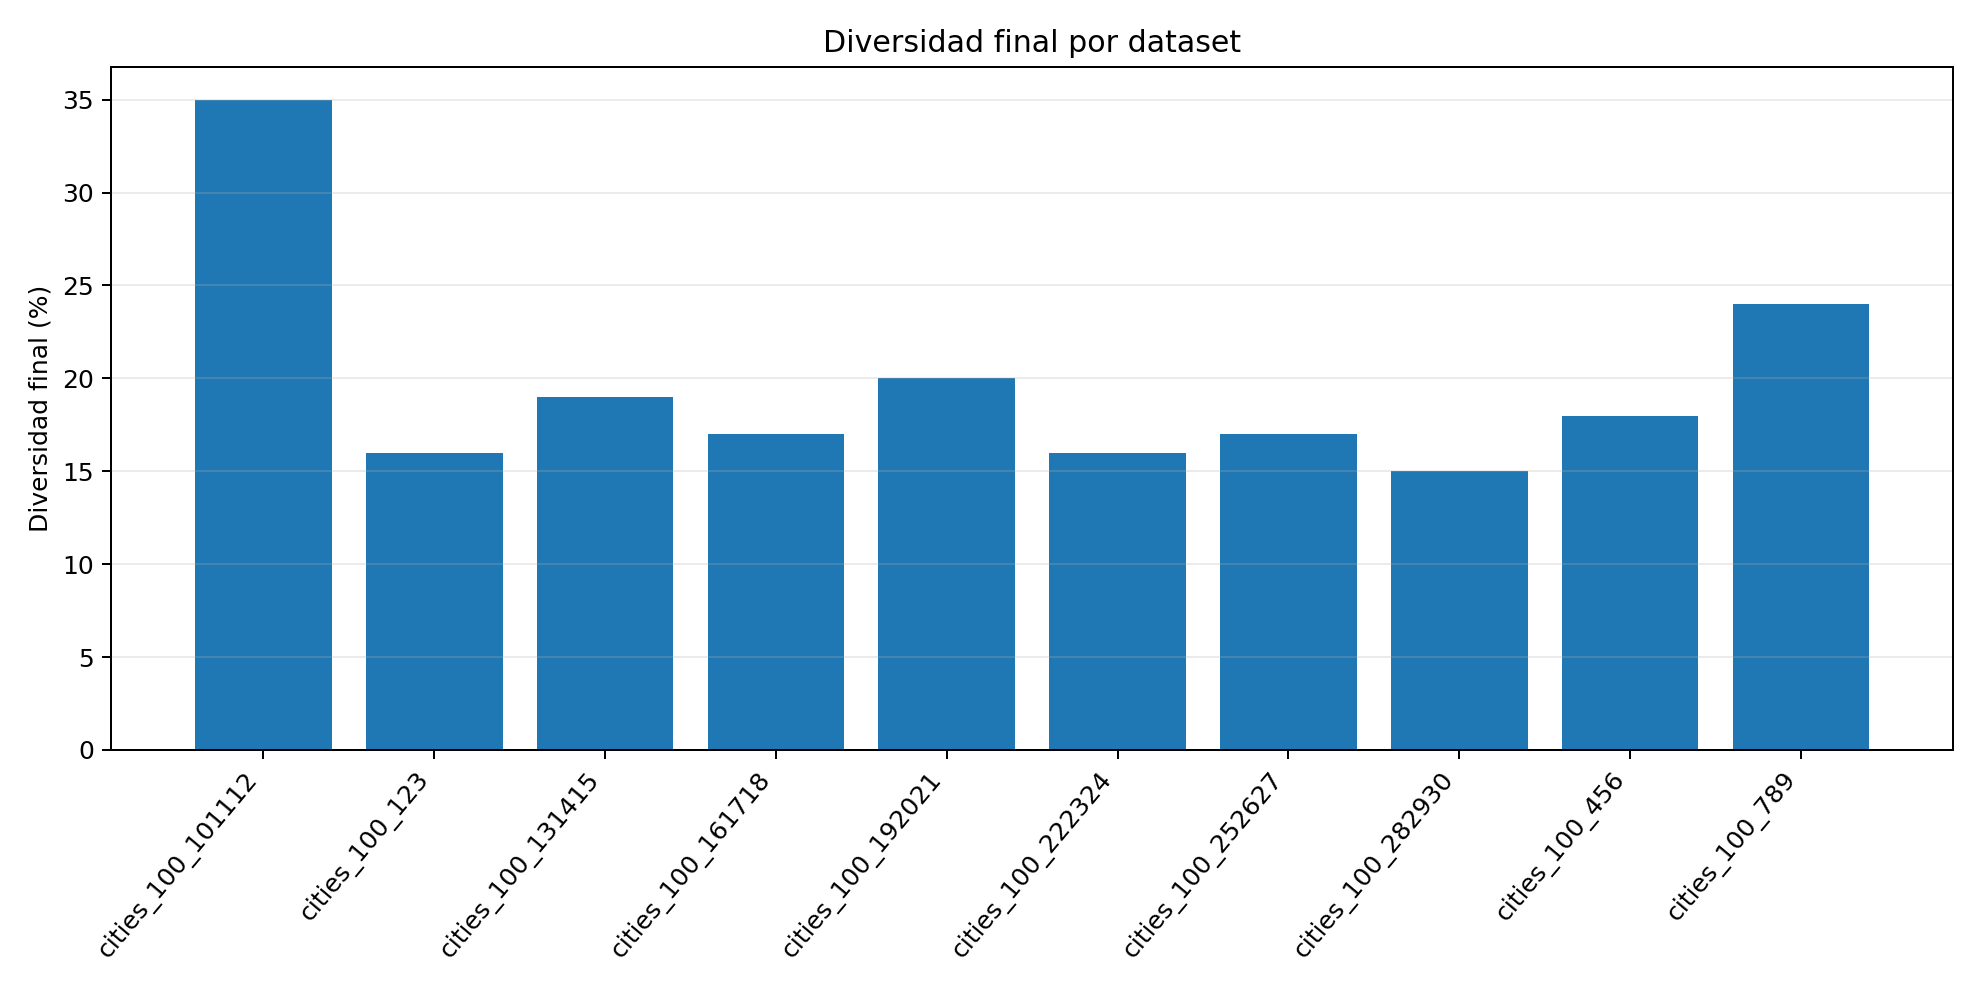 Diversidad final por dataset
Diversidad final (%)
35
30
25
20
15
10
5
0
cities_100_101112
cities_100_123
cities_100_131415
cities_100_161718
cities_100_192021
cities_100_222324
cities_100_252627
cities_100_282930
cities_100_456
cities_100_789